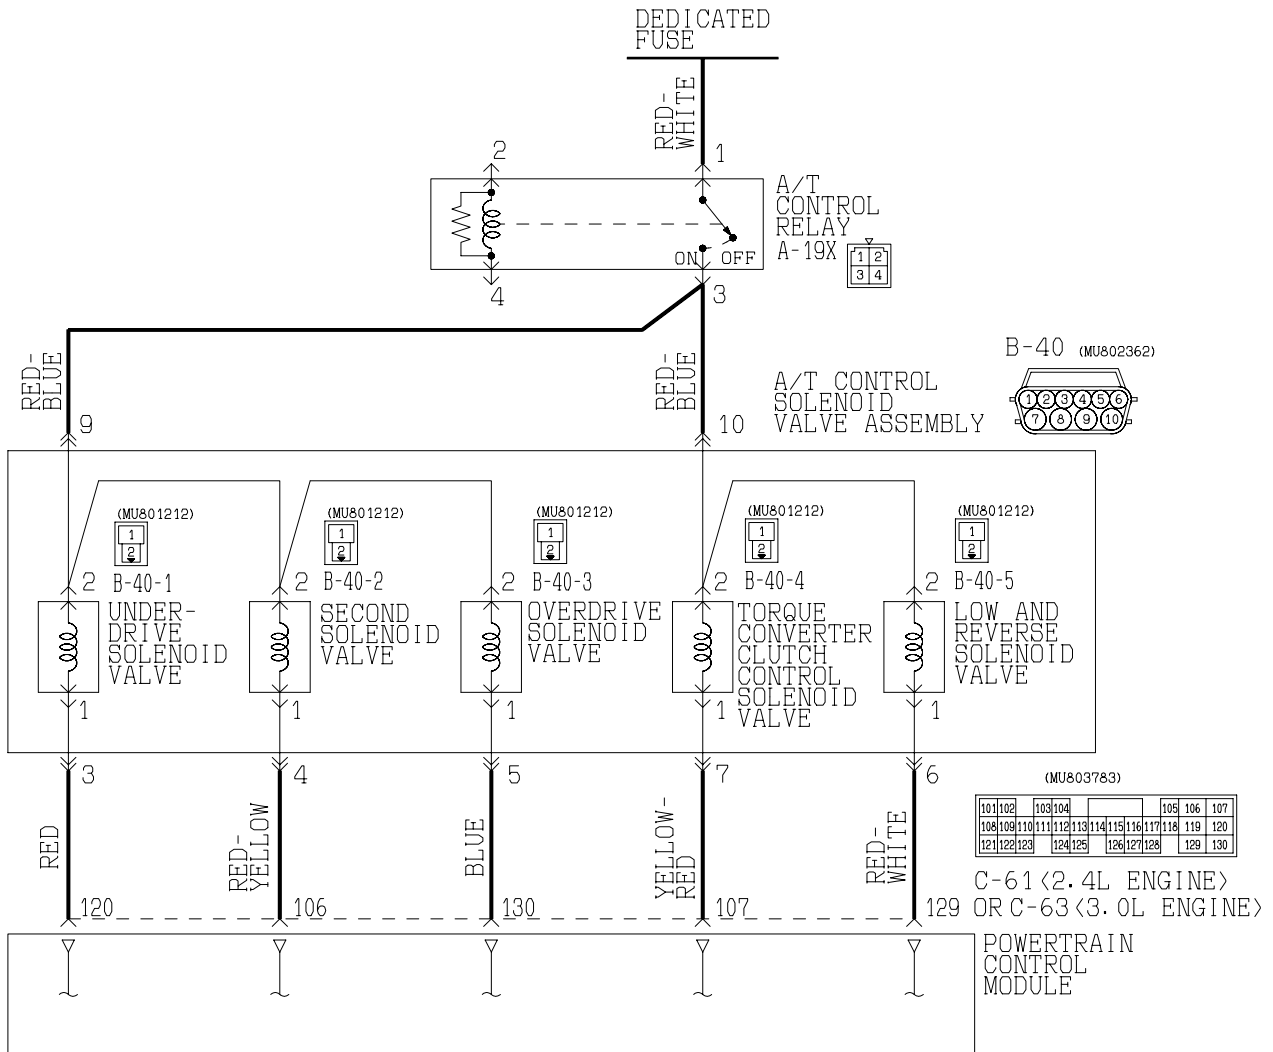 DEDICATED
FUSE
RED-
WHITE
2
1
A/T
CONTROL
RELAY
A-19X
1 2
3 4
ON OFF
4
3
RED-
BLUE
RED-
BLUE
B-40 (MU802362)
1 2 3 4 5 6
7 8 9 10
A/T CONTROL
SOLENOID
VALVE ASSEMBLY
9
10
(MU801212)
1
2
B-40-1
2
UNDER-
DRIVE
SOLENOID
VALVE
1
(MU801212)
1
2
B-40-2
2
SECOND
SOLENOID
VALVE
1
(MU801212)
1
2
B-40-3
2
OVERDRIVE
SOLENOID
VALVE
1
(MU801212)
1
2
B-40-4
2
TORQUE
CONVERTER
CLUTCH
CONTROL
SOLENOID
VALVE
1
(MU801212)
1
2
B-40-5
2
LOW AND
REVERSE
SOLENOID
VALVE
1
3
4
5
7
6
RED
RED-
YELLOW
BLUE
YELLOW-
RED
RED-
WHITE
(MU803783)
101 102 103 104 105 106 107
108 109 110 111 112 113 114 115 116 117 118 119 120
121 122 123 124 125 126 127 128 129 130
C-61<2.4L ENGINE>
OR C-63<3.0L ENGINE>
120
106
130
107
129
POWERTRAIN
CONTROL
MODULE